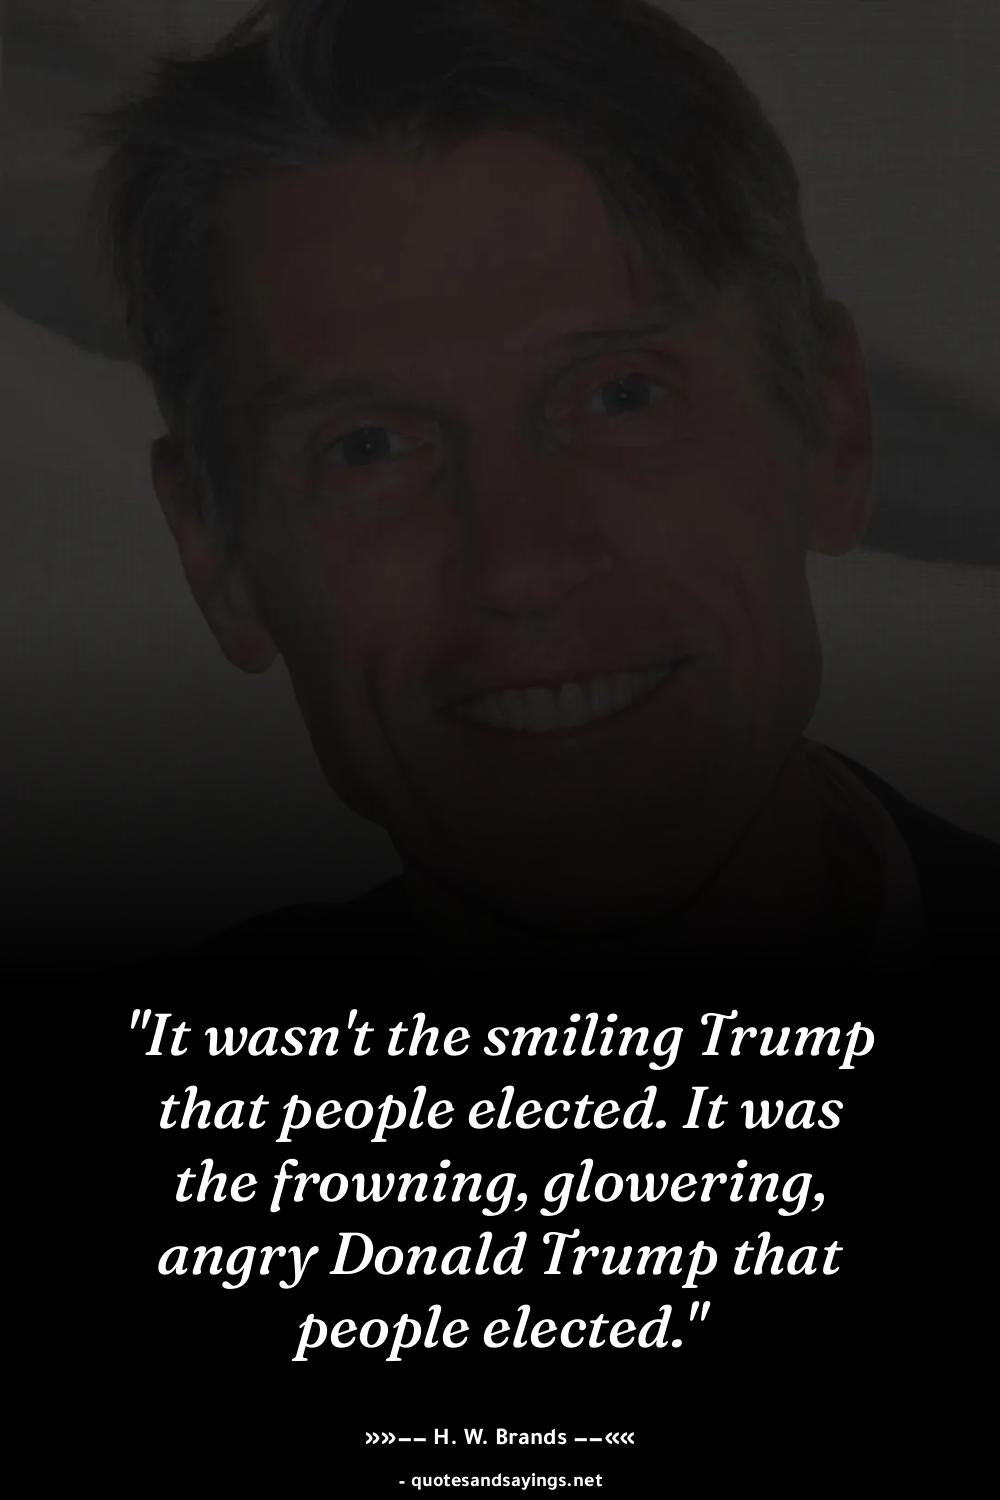 "It wasn't the smiling Trump
that people elected. It was
the frowning, glowering,
angry Donald Trump that
people elected."
»»–– H. W. Brands ––««
- quotesandsayings.net